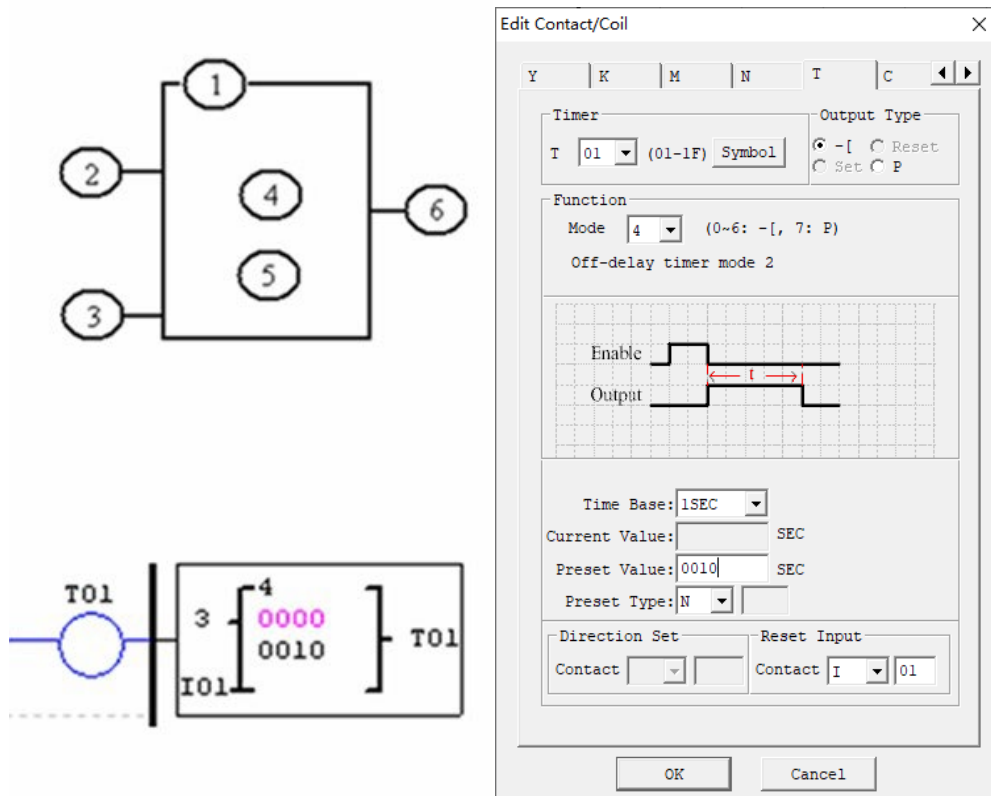 1
2
4
6
5
3
T01
4
3
0000
0010
T01
I01
Edit Contact/Coil
Y K M N T C
Timer
Output Type
T 01 (01-1F) Symbol
-[ Reset
Set P
Function
Mode 4 (0~6: -[, 7: P)
Off-delay timer mode 2
Enable
t
Output
Time Base: 1SEC
Current Value: SEC
Preset Value: 0010 SEC
Preset Type: N
Direction Set
Reset Input
Contact
Contact I 01
OK Cancel